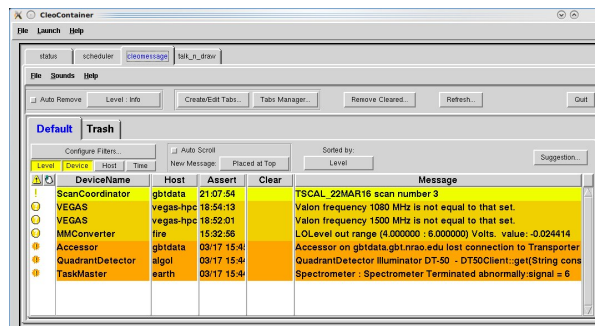 CleoContainer
File Launch Help
status scheduler cleomessage talk_n_draw
File Sounds Help
Auto Remove Level : Info Create/Edit Tabs... Tabs Manager... Remove Cleared... Refresh... Quit
Default Trash
Configure Filters... Auto Scroll Sorted by:
Level Device Host Time New Message: Placed at Top Level Suggestion...
DeviceName Host Assert Clear Message
ScanCoordinator gbtdata 21:07:54 TSCAL_22MAR16 scan number 3
VEGAS vegas-hpc 18:54:13 Valon frequency 1080 MHz is not equal to that set.
VEGAS vegas-hpc 18:52:01 Valon frequency 1500 MHz is not equal to that set.
MMConverter fire 15:32:56 LOLevel out range (4.000000 : 6.000000) Volts. value: -0.024414
Accessor gbtdata 03/17 15:4 Accessor on gbtdata.gbt.nrao.edu lost connection to Transporter
QuadrantDetector algol 03/17 15:4 QuadrantDetector Illuminator DT-50 - DT50Client::get(String cons
TaskMaster earth 03/17 15:4 Spectrometer : Spectrometer Terminated abnormally:signal = 6